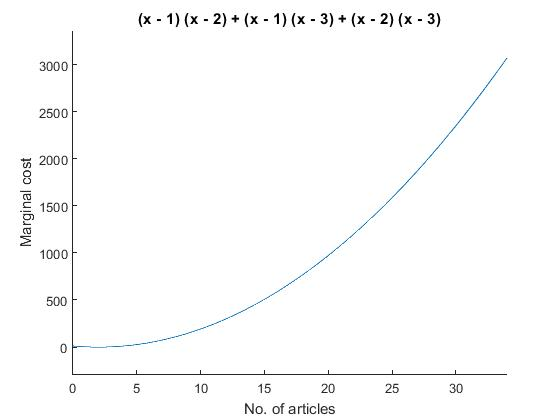 (x - 1) (x - 2) + (x - 1) (x - 3) + (x - 2) (x - 3)
3000
2500
2000
1500
1000
500
0
Marginal cost
0 5 10 15 20 25 30
No. of articles